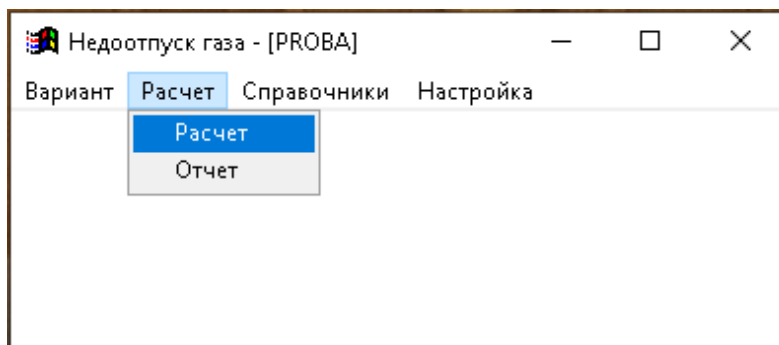 Недоотпуск газа - [PROBA]
Вариант Расчет Справочники Настройка
Расчет
Отчет